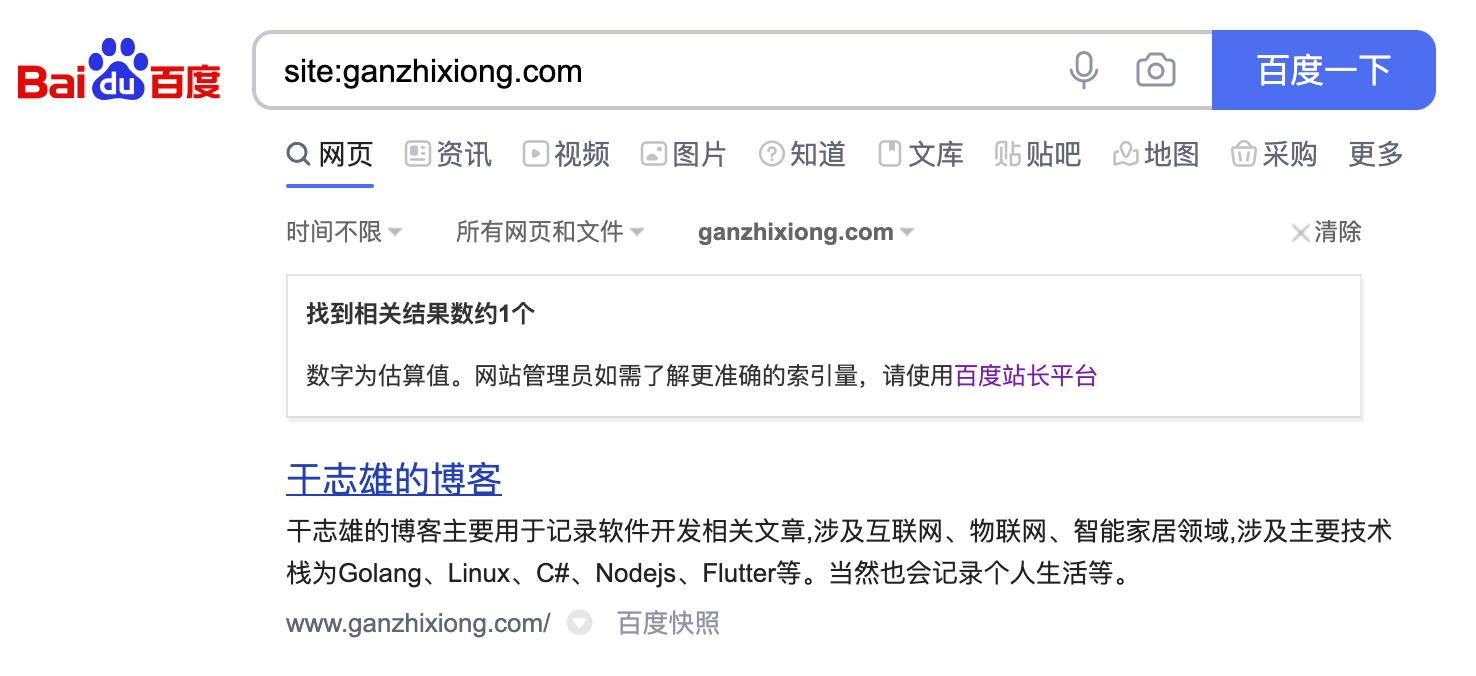 Bai du 百度 site:ganzhixiong.com 百度一下
网页 资讯 视频 图片 知道 文库 贴 贴吧 地图 采购 更多
时间不限 所有网页和文件 ganzhixiong.com 清除
找到相关结果数约1个
数字为估算值。网站管理员如需了解更准确的索引量，请使用百度站长平台
干志雄的博客
干志雄的博客主要用于记录软件开发相关文章,涉及互联网、物联网、智能家居领域,涉及主要技术
栈为Golang、Linux、C#、Nodejs、Flutter等。当然也会记录个人生活等。
www.ganzhixiong.com/ 百度快照